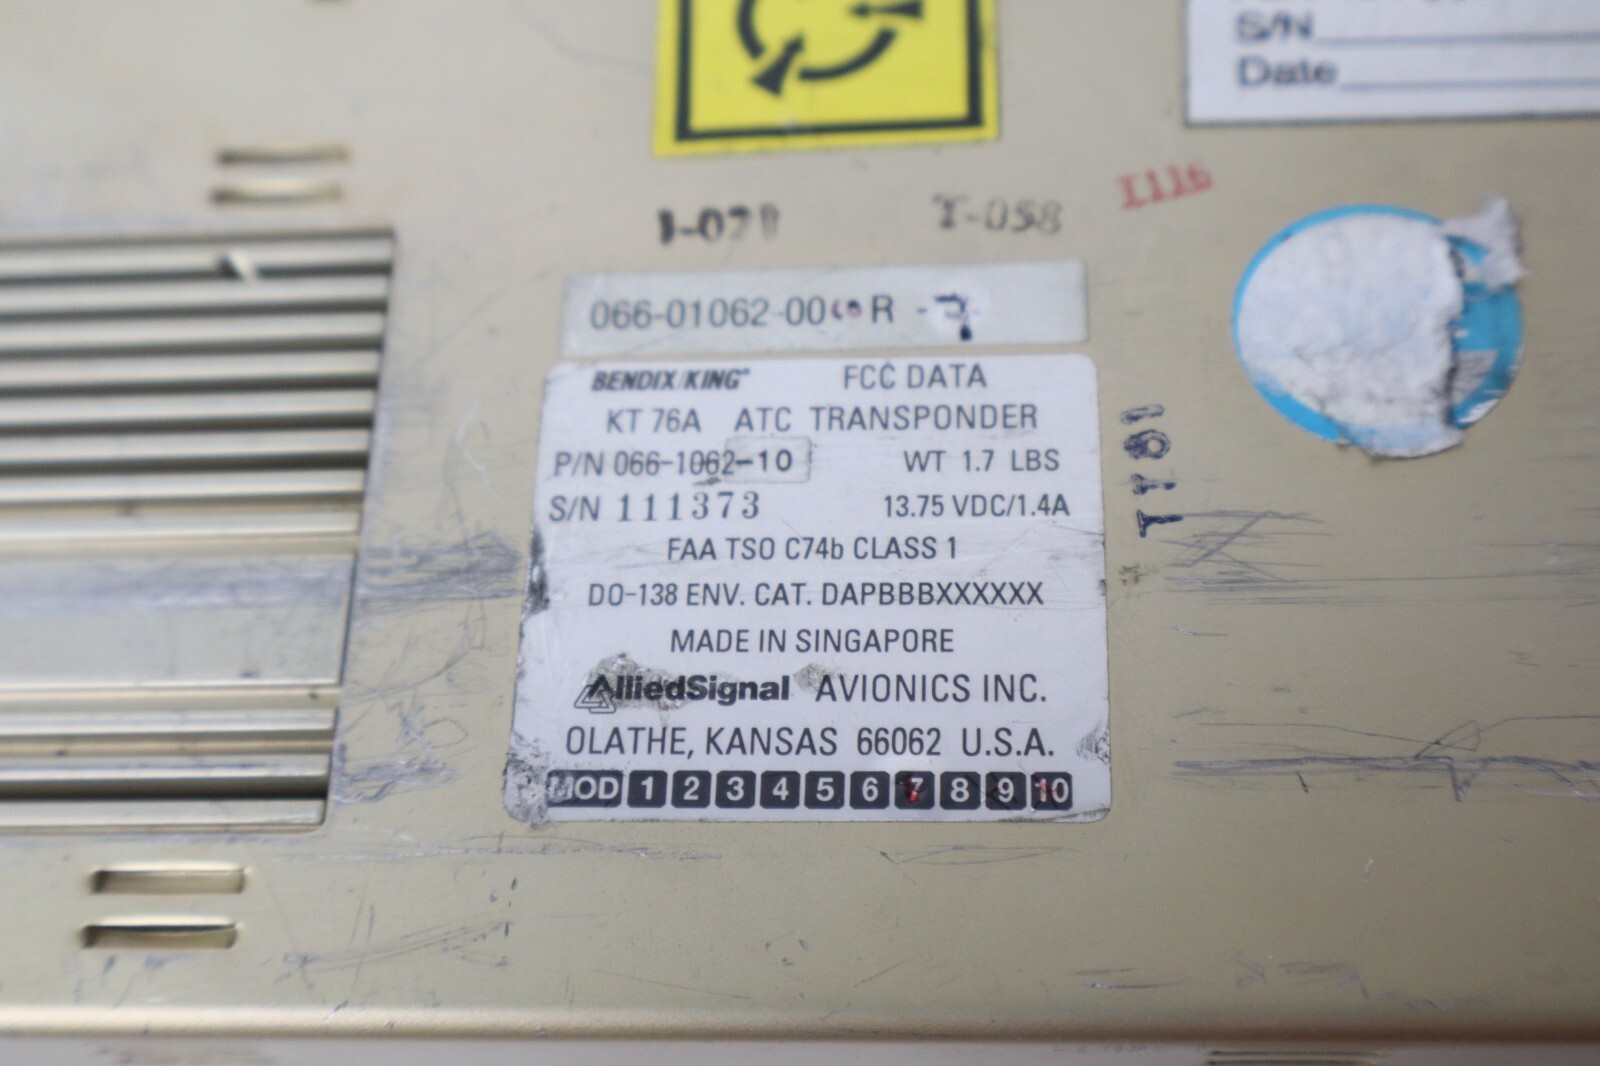 S/N
Date
I116
T-058
066-01062-00 R -7
BENDIX/KING® FCC DATA
KT 76A ATC TRANSPONDER
P/N 066-1062-10 WT 1.7 LBS
S/N 111373 13.75 VDC/1.4A
FAA TSO C74b CLASS 1
DO-138 ENV. CAT. DAPBBBXXXXXX
MADE IN SINGAPORE
AlliedSignal AVIONICS INC.
OLATHE, KANSAS 66062 U.S.A.
MOD 1 2 3 4 5 6 7 8 9 10